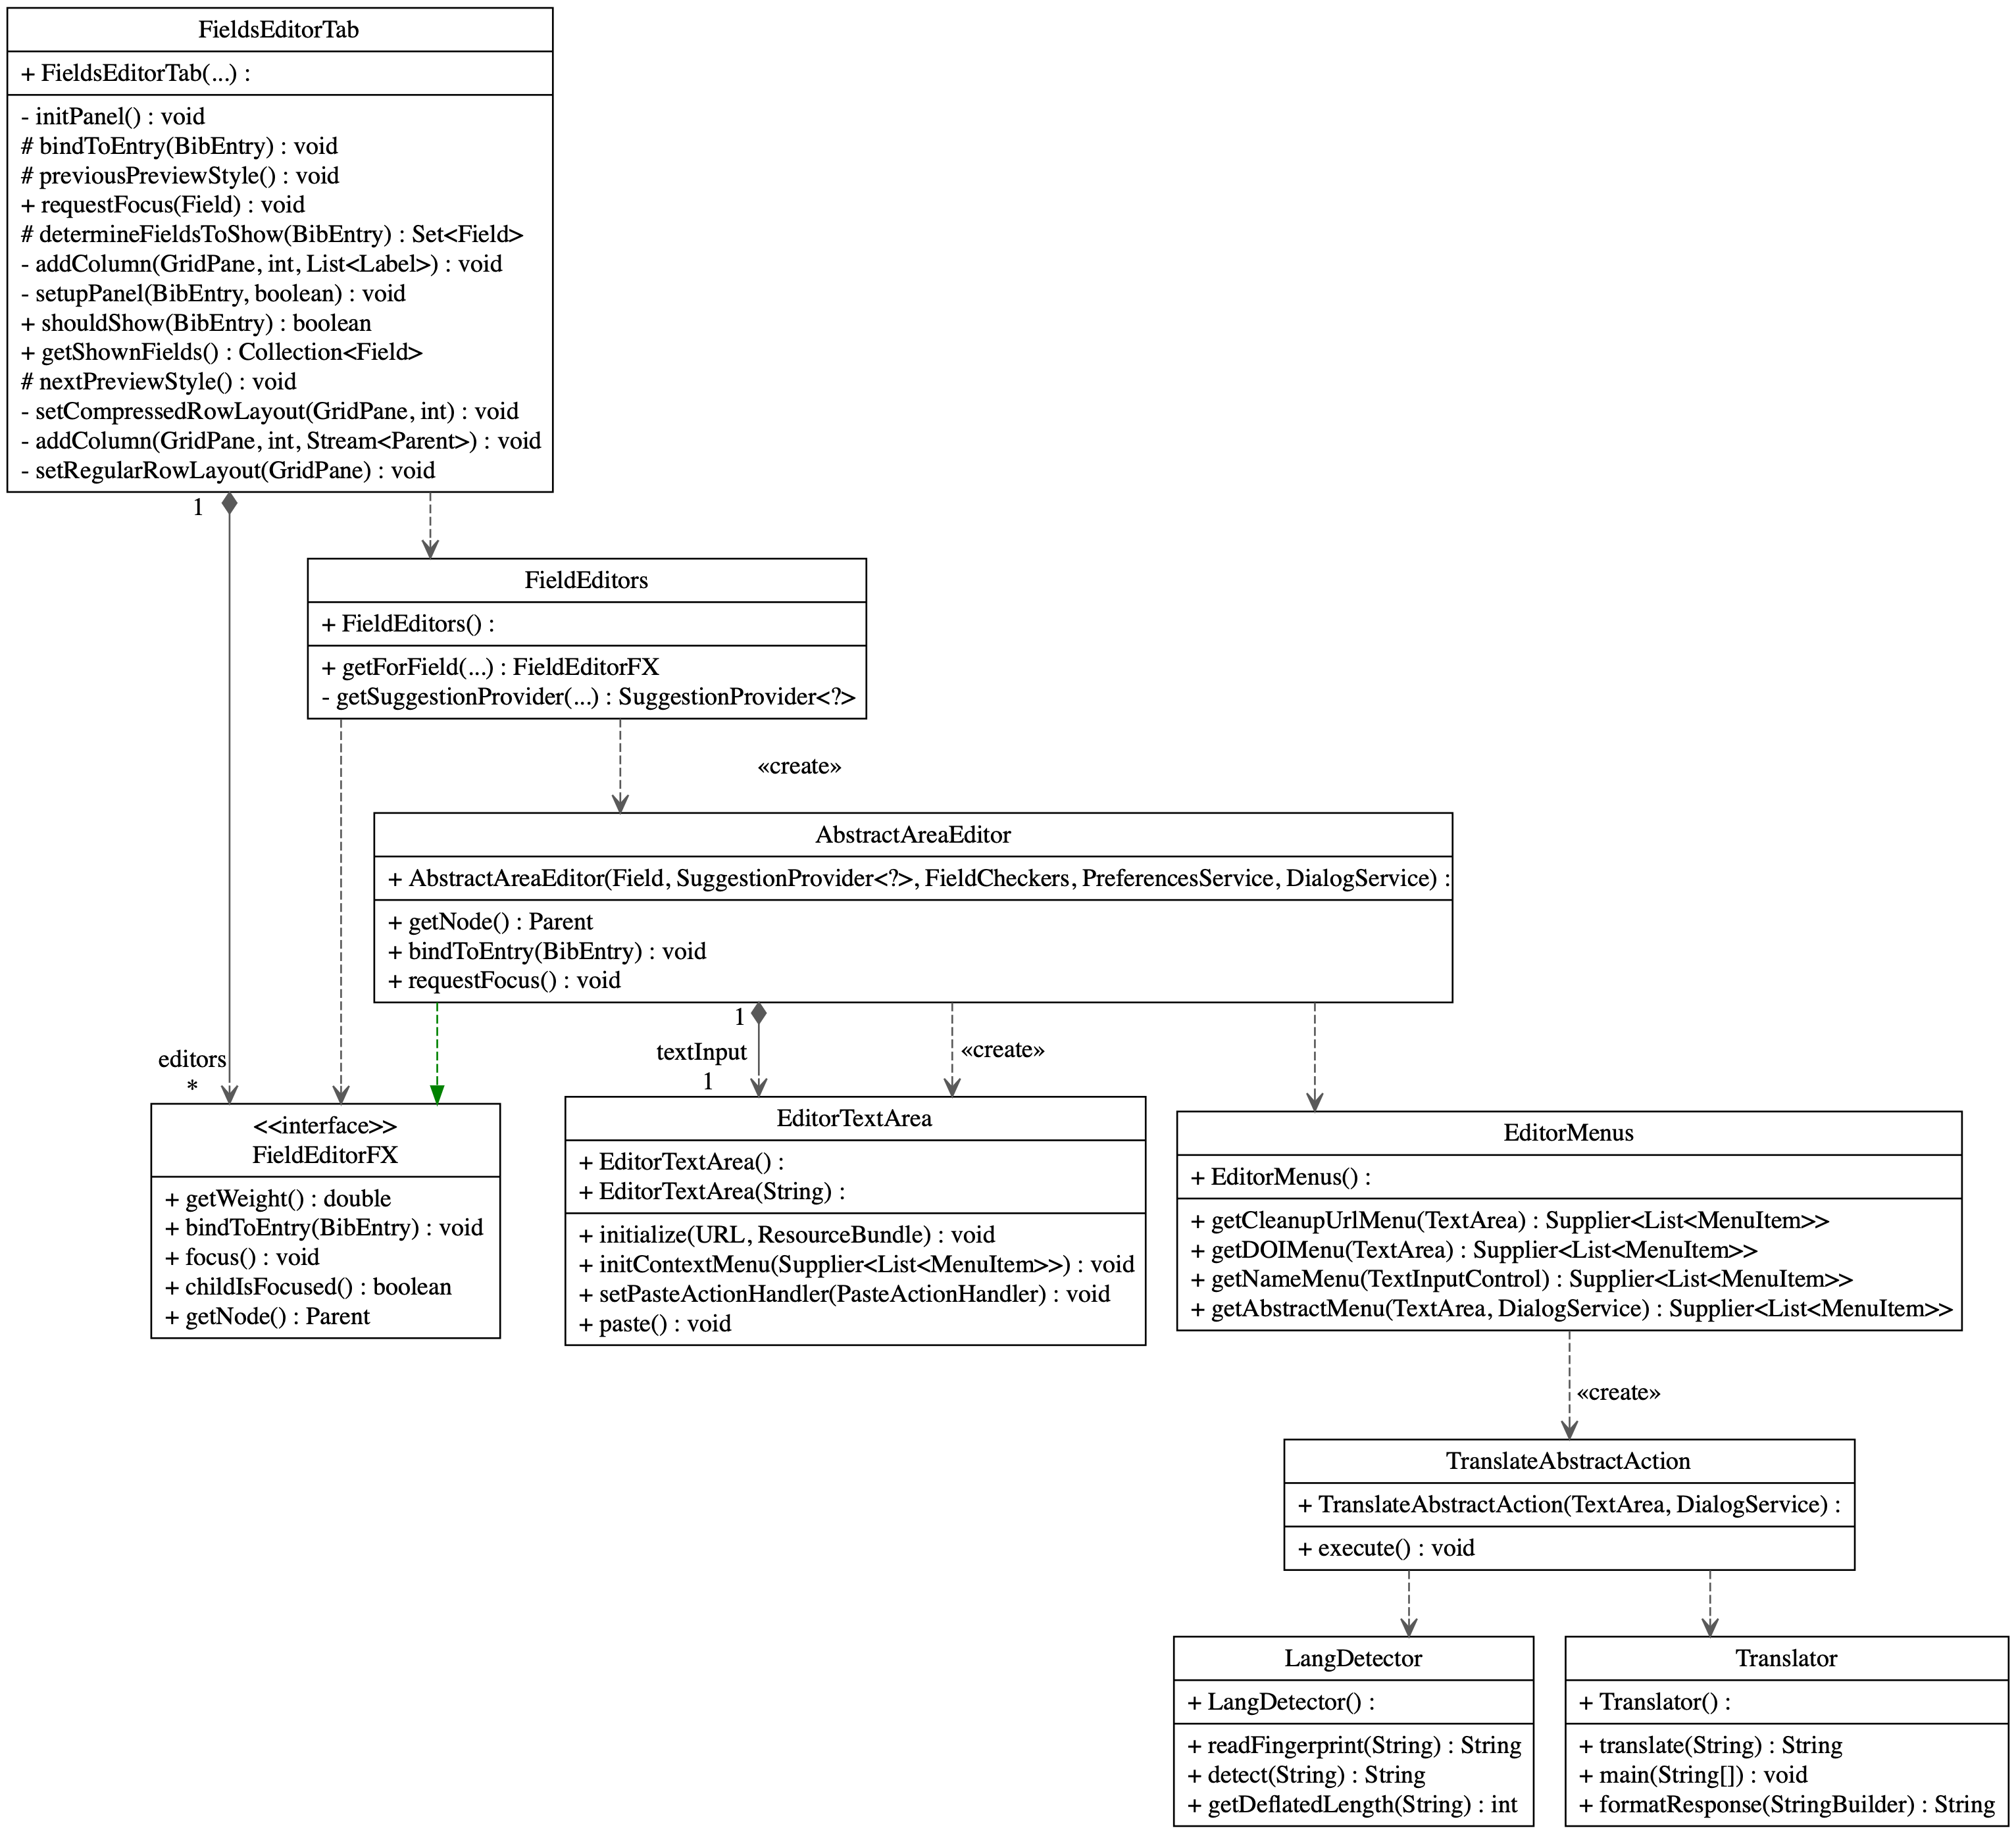 FieldsEditorTab
+ FieldsEditorTab(...) :
- initPanel() : void
# bindToEntry(BibEntry) : void
# previousPreviewStyle() : void
+ requestFocus(Field) : void
# determineFieldsToShow(BibEntry) : Set<Field>
- addColumn(GridPane, int, List<Label>) : void
- setupPanel(BibEntry, boolean) : void
+ shouldShow(BibEntry) : boolean
+ getShownFields() : Collection<Field>
# nextPreviewStyle() : void
- setCompressedRowLayout(GridPane, int) : void
- addColumn(GridPane, int, Stream<Parent>) : void
- setRegularRowLayout(GridPane) : void
1
FieldEditors
+ FieldEditors() :
+ getForField(...) : FieldEditorFX
- getSuggestionProvider(...) : SuggestionProvider<?>
«create»
AbstractAreaEditor
+ AbstractAreaEditor(Field, SuggestionProvider<?>, FieldCheckers, PreferencesService, DialogService) :
+ getNode() : Parent
+ bindToEntry(BibEntry) : void
+ requestFocus() : void
editors
*
1
textInput
1
«create»
<<interface>>
FieldEditorFX
+ getWeight() : double
+ bindToEntry(BibEntry) : void
+ focus() : void
+ childIsFocused() : boolean
+ getNode() : Parent
EditorTextArea
+ EditorTextArea() :
+ EditorTextArea(String) :
+ initialize(URL, ResourceBundle) : void
+ initContextMenu(Supplier<List<MenuItem>>) : void
+ setPasteActionHandler(PasteActionHandler) : void
+ paste() : void
EditorMenus
+ EditorMenus() :
+ getCleanupUrlMenu(TextArea) : Supplier<List<MenuItem>>
+ getDOIMenu(TextArea) : Supplier<List<MenuItem>>
+ getNameMenu(TextInputControl) : Supplier<List<MenuItem>>
+ getAbstractMenu(TextArea, DialogService) : Supplier<List<MenuItem>>
«create»
TranslateAbstractAction
+ TranslateAbstractAction(TextArea, DialogService) :
+ execute() : void
LangDetector
+ LangDetector() :
+ readFingerprint(String) : String
+ detect(String) : String
+ getDeflatedLength(String) : int
Translator
+ Translator() :
+ translate(String) : String
+ main(String[]) : void
+ formatResponse(StringBuilder) : String